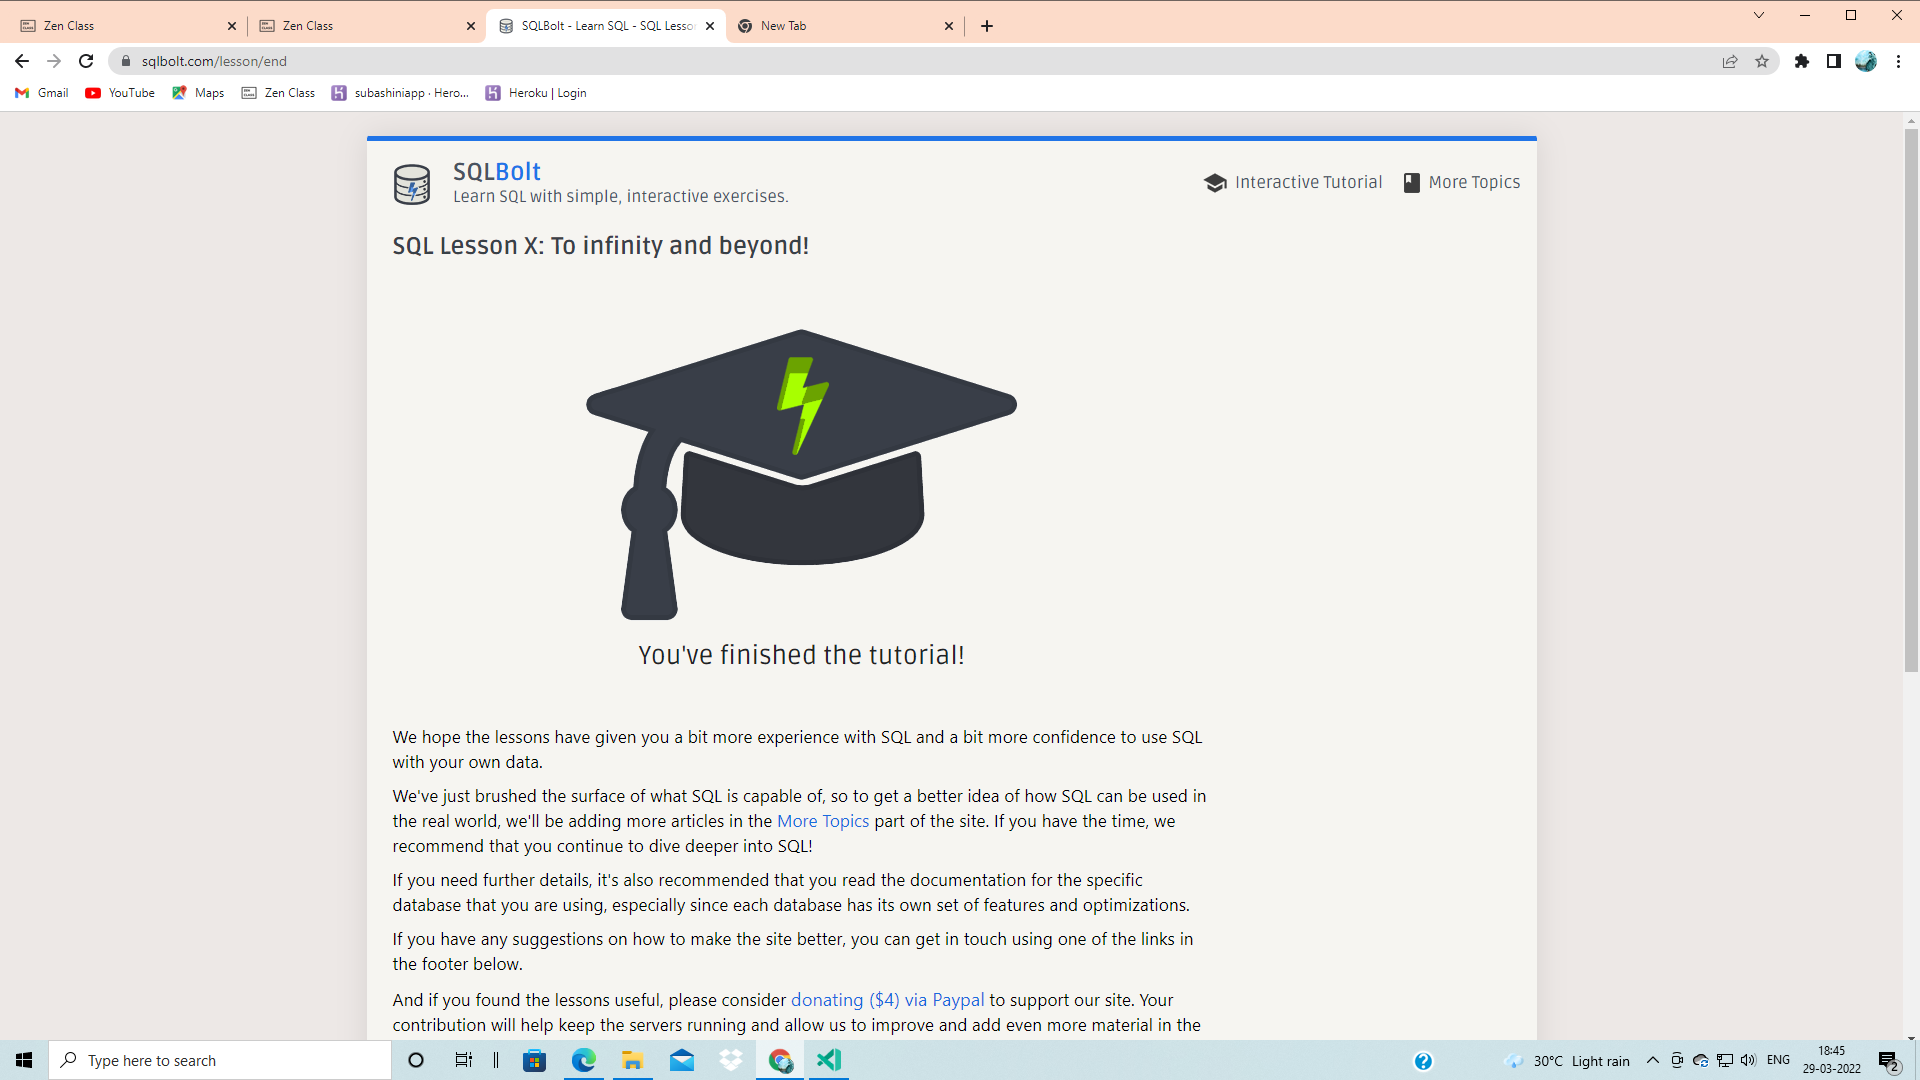 Zen Class
Zen Class
SQLBolt - Learn SQL - SQL Lesson
New Tab
sqlbolt.com/lesson/end
Gmail
YouTube
Maps
Zen Class
subashiniapp · Hero...
Heroku | Login
SQLBolt
Learn SQL with simple, interactive exercises.
Interactive Tutorial
More Topics
SQL Lesson X: To infinity and beyond!
You've finished the tutorial!
We hope the lessons have given you a bit more experience with SQL and a bit more confidence to use SQL
with your own data.
We've just brushed the surface of what SQL is capable of, so to get a better idea of how SQL can be used in
the real world, we'll be adding more articles in the More Topics part of the site. If you have the time, we
recommend that you continue to dive deeper into SQL!
If you need further details, it's also recommended that you read the documentation for the specific
database that you are using, especially since each database has its own set of features and optimizations.
If you have any suggestions on how to make the site better, you can get in touch using one of the links in
the footer below.
And if you found the lessons useful, please consider donating ($4) via Paypal to support our site. Your
contribution will help keep the servers running and allow us to improve and add even more material in the
Type here to search
30°C Light rain
ENG
18:45
29-03-2022
2